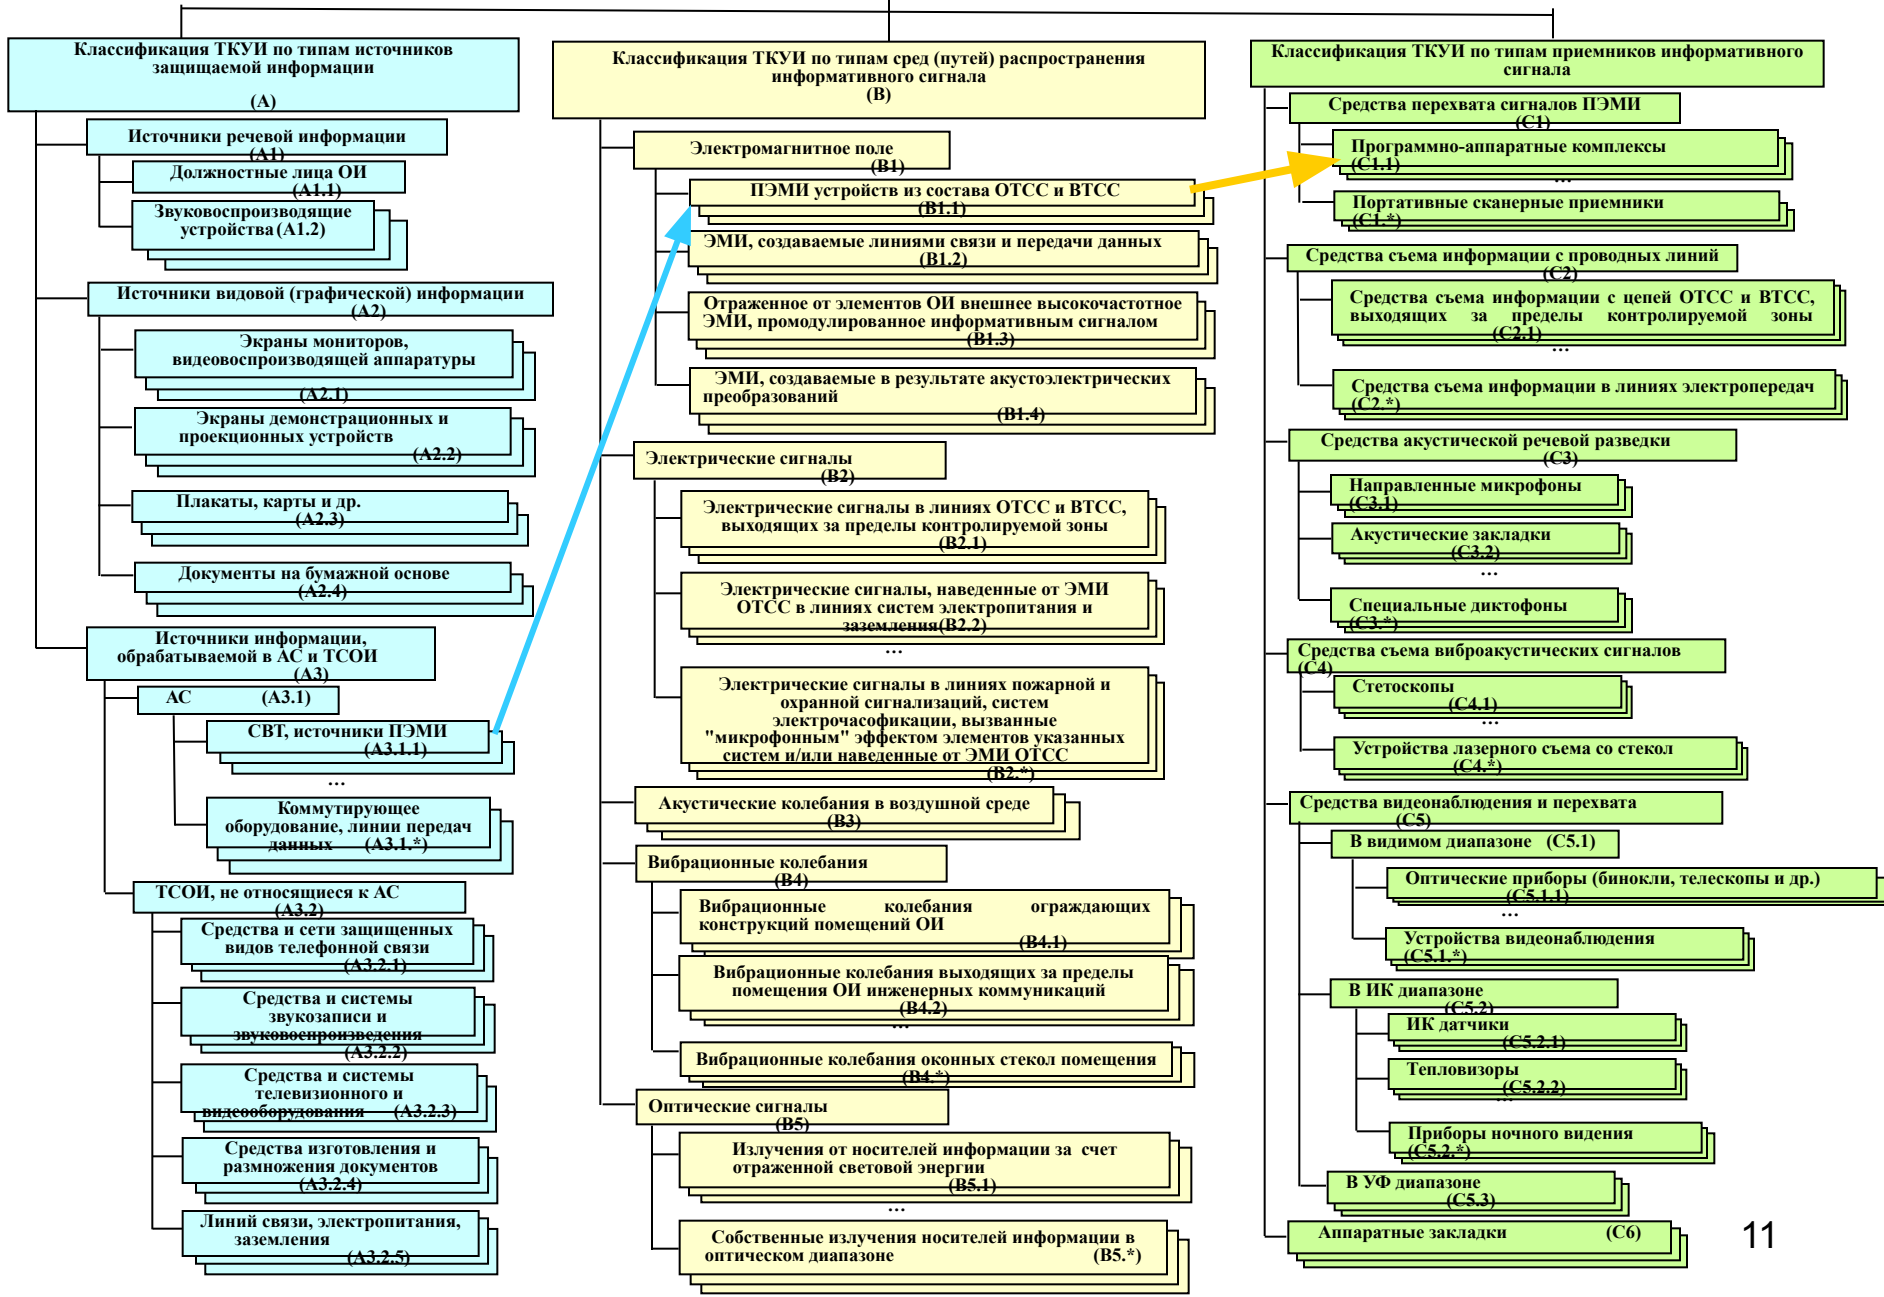 Классификация ТКУИ по типам источников
защищаемой информации
(А)
Источники речевой информации
(А1)
Должностные лица ОИ
(А1.1)
Звуковоспроизводящие
устройства(А1.2)
Источники видовой (графической) информации
(А2)
Экраны мониторов,
видеовоспроизводящей аппаратуры
(А2.1)
Экраны демонстрационных и
проекционных устройств
(А2.2)
Плакаты, карты и др.
(А2.3)
Документы на бумажной основе
(А2.4)
Источники информации,
обрабатываемой в АС и ТСОИ
(А3)
АС (А3.1)
СВТ, источники ПЭМИ
(А3.1.1)
...
Коммутирующее
оборудование, линии передач
данных (А3.1.*)
ТСОИ, не относящиеся к АС
(А3.2)
Средства и сети защищенных
видов телефонной связи
(А3.2.1)
Средства и системы
звукозаписи и
звуковоспроизведения
(А3.2.2)
Средства и системы
телевизионного и
видеооборудования (А3.2.3)
Средства изготовления и
размножения документов
(А3.2.4)
Линий связи, электропитания,
заземления
(А3.2.5)
Классификация ТКУИ по типам сред (путей) распространения
информативного сигнала
(В)
Электромагнитное поле
(В1)
ПЭМИ устройств из состава ОТСС и ВТСС
(В1.1)
ЭМИ, создаваемые линиями связи и передачи данных
(В1.2)
Отраженное от элементов ОИ внешнее высокочастотное
ЭМИ, промодулированное информативным сигналом
(В1.3)
ЭМИ, создаваемые в результате акустоэлектрических
преобразований
(В1.4)
Электрические сигналы
(В2)
Электрические сигналы в линиях ОТСС и ВТСС,
выходящих за пределы контролируемой зоны
(В2.1)
Электрические сигналы, наведенные от ЭМИ
ОТСС в линиях систем электропитания и
заземления(В2.2)
...
Электрические сигналы в линиях пожарной и
охранной сигнализаций, систем
электрочасофикации, вызванные
"микрофонным" эффектом элементов указанных
систем и/или наведенные от ЭМИ ОТСС
(В2.*)
Акустические колебания в воздушной среде
(В3)
Вибрационные колебания
(В4)
Вибрационные колебания ограждающих
конструкций помещений ОИ
(В4.1)
Вибрационные колебания выходящих за пределы
помещения ОИ инженерных коммуникаций
(В4.2)
...
Вибрационные колебания оконных стекол помещения
(В4.*)
Оптические сигналы
(В5)
Излучения от носителей информации за счет
отраженной световой энергии
(В5.1)
...
Собственные излучения носителей информации в
оптическом диапазоне (В5.*)
Классификация ТКУИ по типам приемников информативного
сигнала
Средства перехвата сигналов ПЭМИ
(С1)
Программно-аппаратные комплексы
(С1.1)
...
Портативные сканерные приемники
(С1.*)
Средства съема информации с проводных линий
(С2)
Средства съема информации с цепей ОТСС и ВТСС,
выходящих за пределы контролируемой зоны
(С2.1)
...
Средства съема информации в линиях электропередач
(С2.*)
Средства акустической речевой разведки
(С3)
Направленные микрофоны
(С3.1)
Акустические закладки
(С3.2)
...
Специальные диктофоны
(С3.*)
Средства съема виброакустических сигналов
(С4)
Стетоскопы
(С4.1)
...
Устройства лазерного съема со стекол
(С4.*)
Средства видеонаблюдения и перехвата
(С5)
В видимом диапазоне (С5.1)
Оптические приборы (бинокли, телескопы и др.)
(С5.1.1)
...
Устройства видеонаблюдения
(С5.1.*)
В ИК диапазоне
(С5.2)
ИК датчики
(С5.2.1)
Тепловизоры
(С5.2.2)
...
Приборы ночного видения
(С5.2.*)
В УФ диапазоне
(С5.3)
Аппаратные закладки (С6)
11